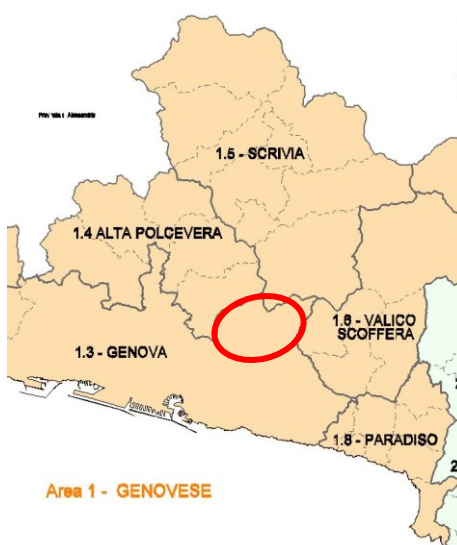 1.5 - SCRIVIA
1.4 ALTA POLCEVERA
1.6 - VALICO
SCOFFERA
1.3 - GENOVA
1.8 - PARADISO
2
Area 1 - GENOVESE